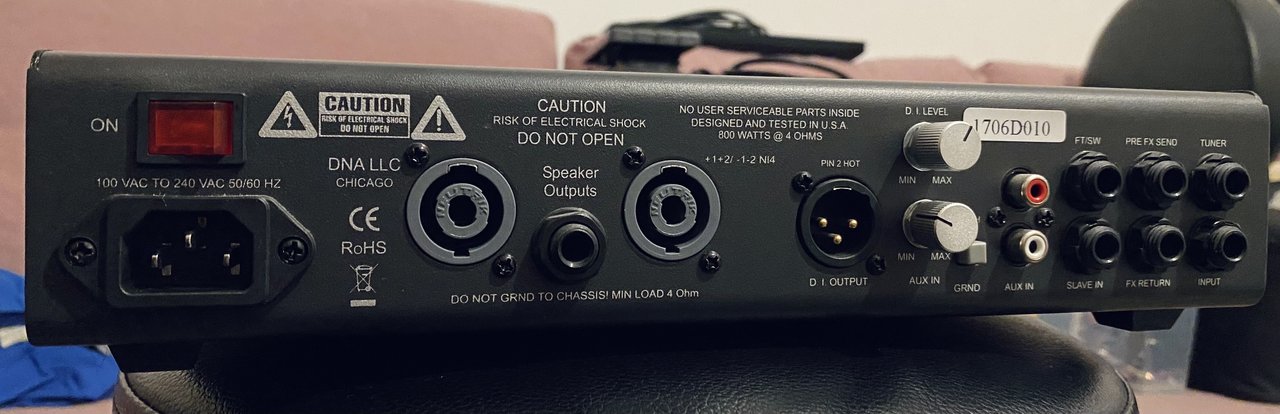 ON
100 VAC TO 240 VAC 50/60 HZ
CAUTION
RISK OF ELECTRICAL SHOCK
DO NOT OPEN
DNA LLC
CHICAGO
CE
RoHS
CAUTION
RISK OF ELECTRICAL SHOCK
DO NOT OPEN
Speaker
Outputs
NEUTRIK
NEUTRIK
DO NOT GRND TO CHASSIS! MIN LOAD 4 Ohm
NO USER SERVICEABLE PARTS INSIDE
DESIGNED AND TESTED IN U.S.A.
800 WATTS @ 4 OHMS
+1+2/ -1-2 NI4
PIN 2 HOT
D. I. OUTPUT
D. I. LEVEL
1706D010
MIN MAX
MIN MAX
AUX IN
GRND
AUX IN
FT/SW
PRE FX SEND
TUNER
SLAVE IN
FX RETURN
INPUT